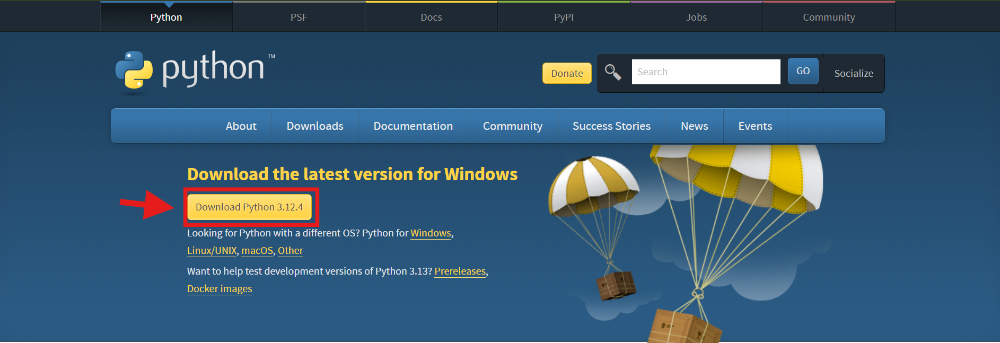 Python PSF Docs PyPI Jobs Community
python ™
Donate Search GO Socialize
About Downloads Documentation Community Success Stories News Events
Download the latest version for Windows
Download Python 3.12.4
Looking for Python with a different OS? Python for Windows,
Linux/UNIX, macOS, Other
Want to help test development versions of Python 3.13? Prereleases,
Docker images